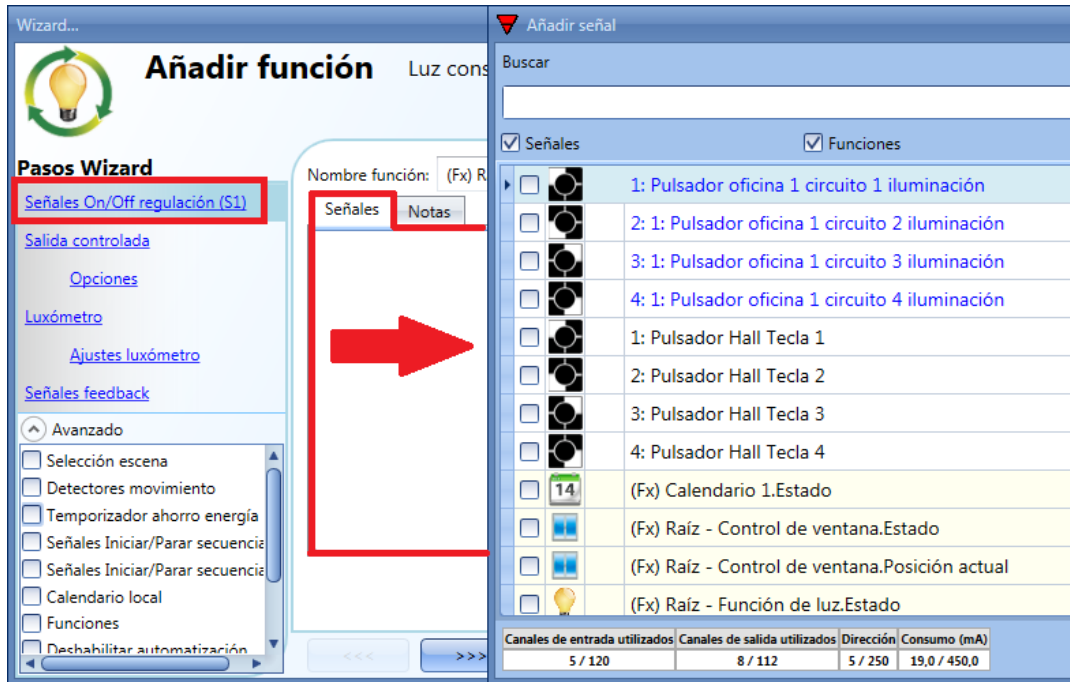 Wizard...
Añadir función
Luz cons
Pasos Wizard
Señales On/Off regulación (S1)
Salida controlada
Opciones
Luxómetro
Ajustes luxómetro
Señales feedback
Avanzado
Selección escena
Detectores movimiento
Temporizador ahorro energía
Señales Iniciar/Parar secuencia
Señales Iniciar/Parar secuencia
Calendario local
Funciones
Deshabilitar automatización
Nombre función: (Fx) R
Señales Notas
<<< >>>
Añadir señal
Buscar
Señales Funciones
1: Pulsador oficina 1 circuito 1 iluminación
2: 1: Pulsador oficina 1 circuito 2 iluminación
3: 1: Pulsador oficina 1 circuito 3 iluminación
4: 1: Pulsador oficina 1 circuito 4 iluminación
1: Pulsador Hall Tecla 1
2: Pulsador Hall Tecla 2
3: Pulsador Hall Tecla 3
4: Pulsador Hall Tecla 4
14 (Fx) Calendario 1.Estado
(Fx) Raíz - Control de ventana.Estado
(Fx) Raíz - Control de ventana.Posición actual
(Fx) Raíz - Función de luz.Estado
Canales de entrada utilizados Canales de salida utilizados Dirección Consumo (mA)
5 / 120 8 / 112 5 / 250 19,0 / 450,0